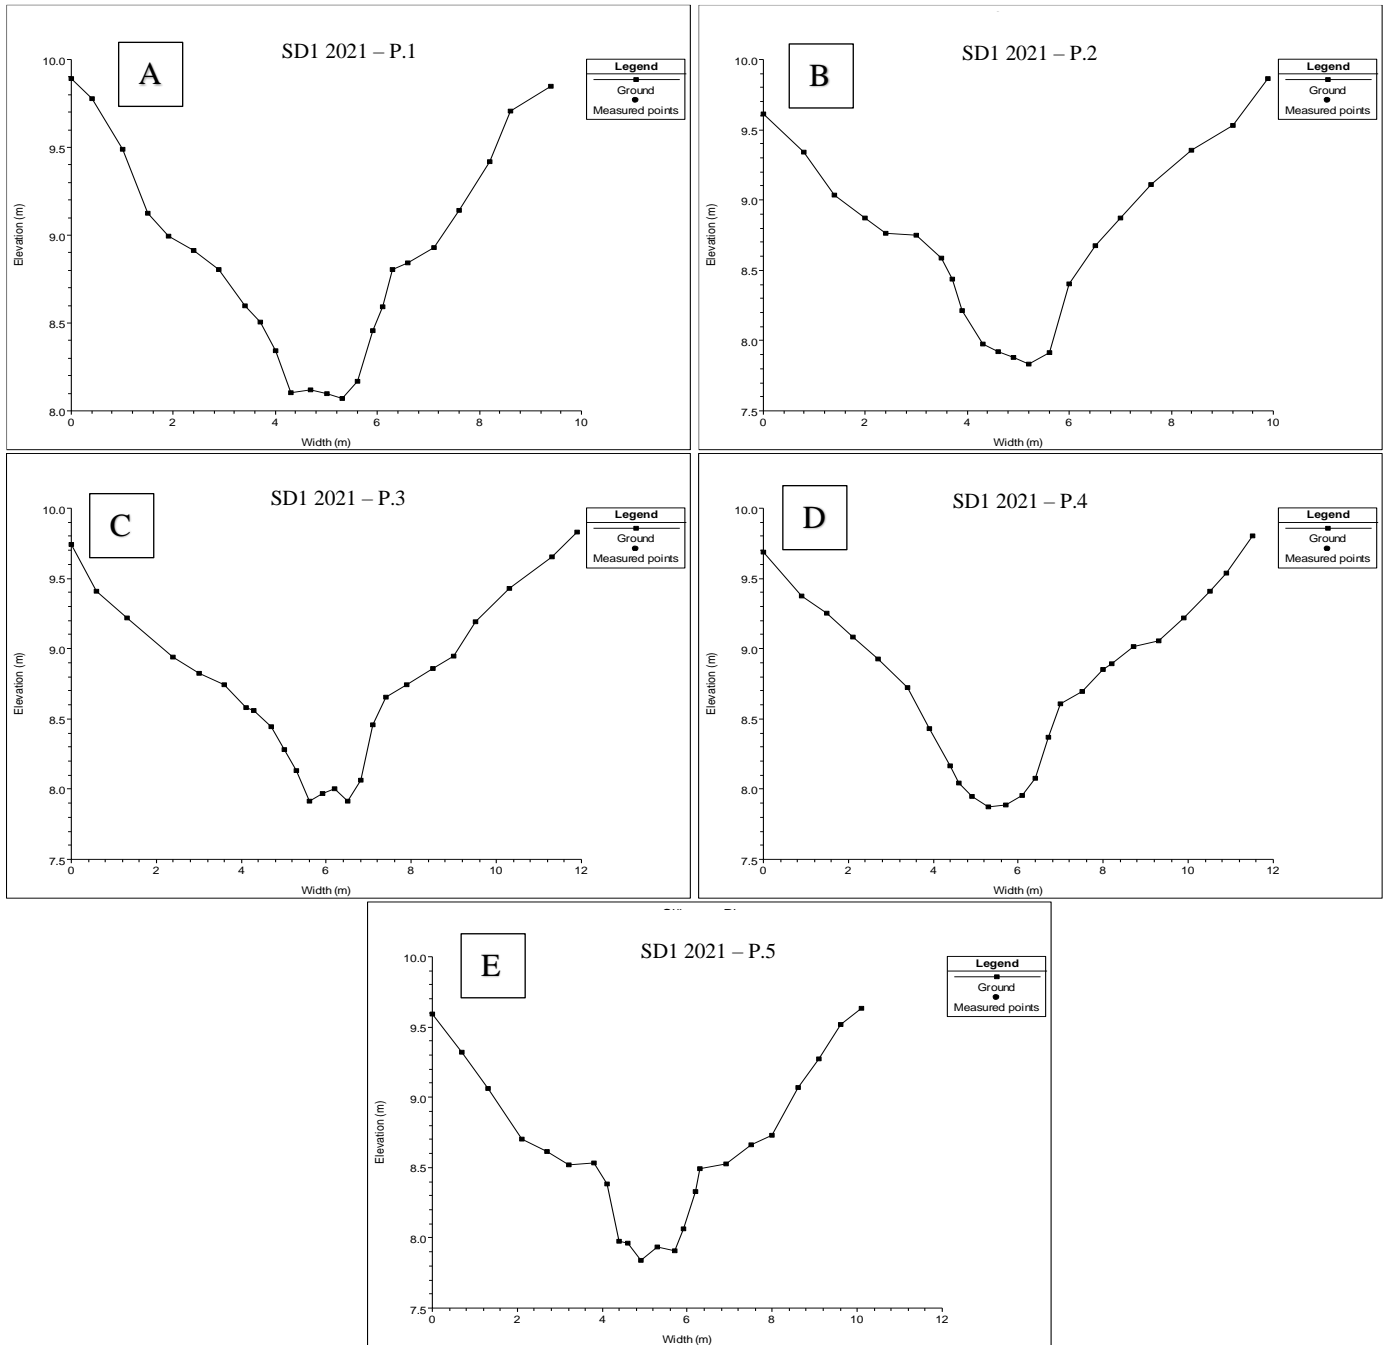 SD1 2021 – P.1
A
Legend
Ground
Measured points
10.0
9.5
9.0
8.5
8.0
Elevation (m)
0 2 4 6 8 10
Width (m)
SD1 2021 – P.2
B
Legend
Ground
Measured points
10.0
9.5
9.0
8.5
8.0
7.5
Elevation (m)
0 2 4 6 8 10
Width (m)
SD1 2021 – P.3
C
Legend
Ground
Measured points
10.0
9.5
9.0
8.5
8.0
7.5
Elevation (m)
0 2 4 6 8 10 12
Width (m)
SD1 2021 – P.4
D
Legend
Ground
Measured points
10.0
9.5
9.0
8.5
8.0
7.5
Elevation (m)
0 2 4 6 8 10 12
Width (m)
SD1 2021 – P.5
E
Legend
Ground
Measured points
10.0
9.5
9.0
8.5
8.0
7.5
Elevation (m)
0 2 4 6 8 10 12
Width (m)